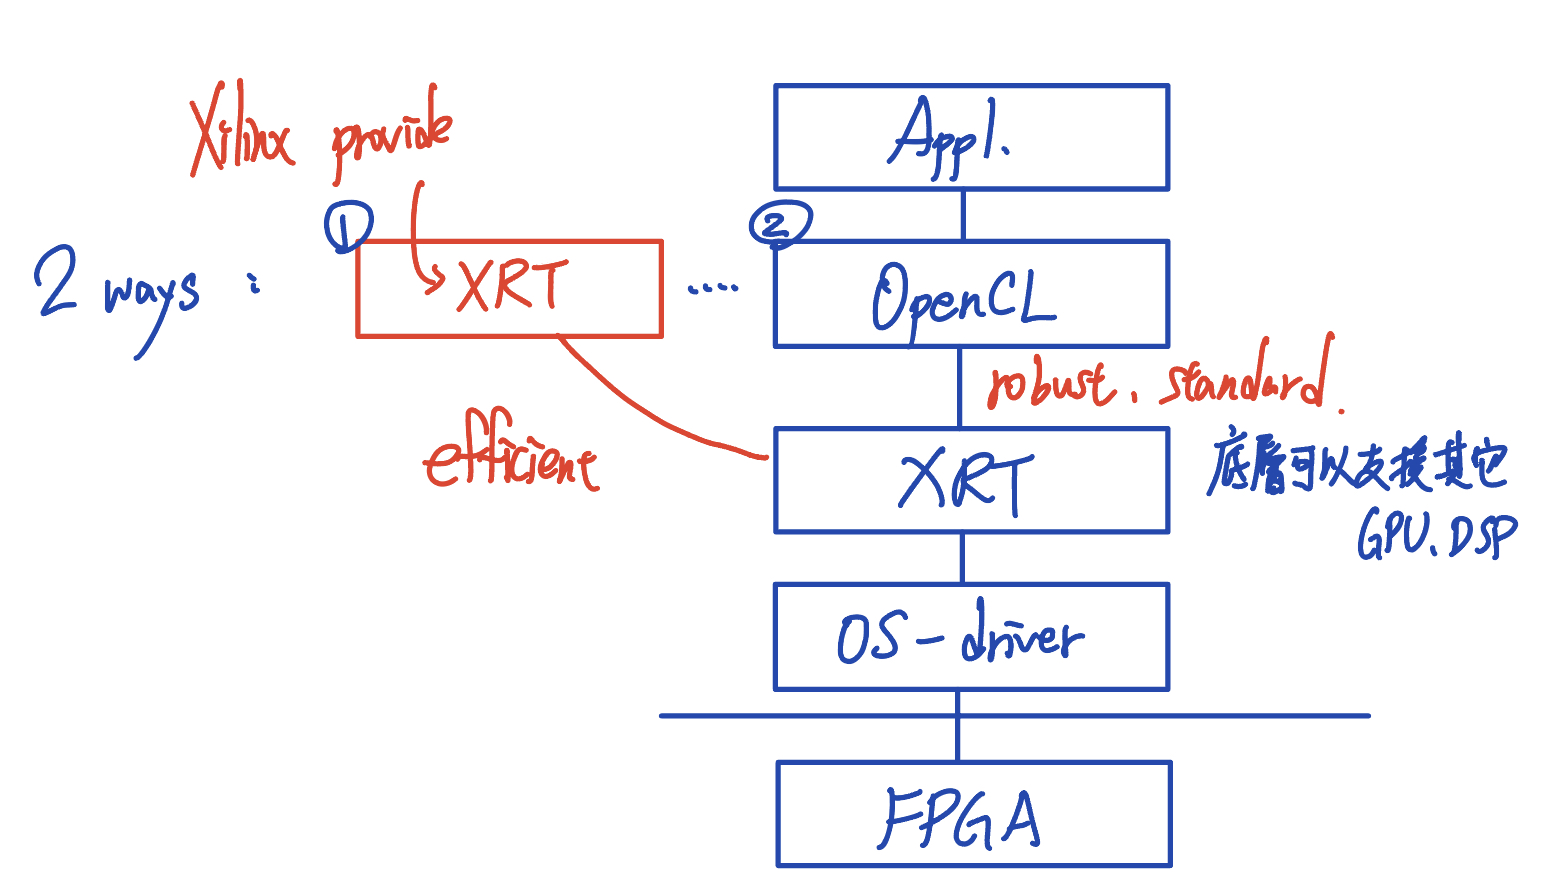 Xilinx provide
Appl.
2 ways :
①
XRT
....
②
OpenCL
robust. standard.
efficient
XRT
底層可以支援其它
GPU.DSP
OS-driver
FPGA